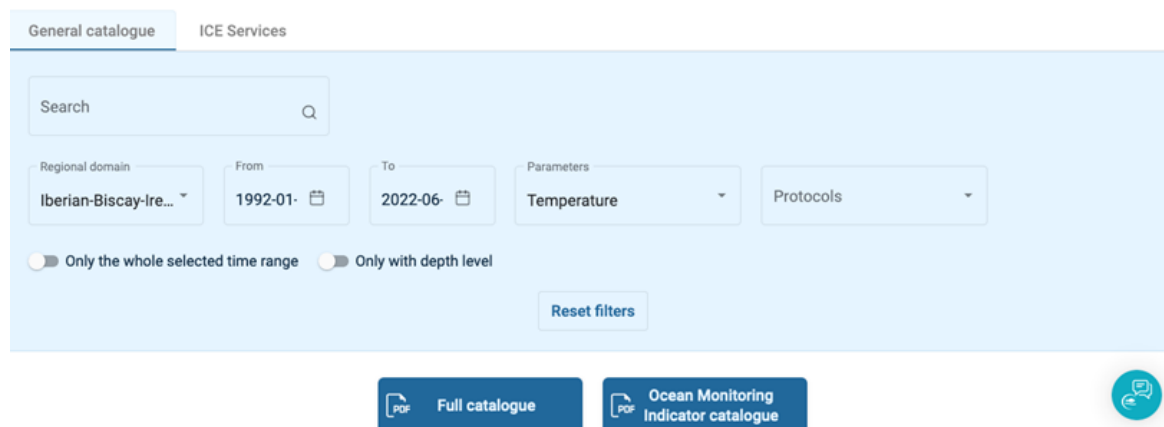 General catalogue ICE Services
Search
Regional domain From To Parameters
Iberian-Biscay-Ire... 1992-01- 2022-06- Temperature Protocols
Only the whole selected time range Only with depth level
Reset filters
PDF Full catalogue PDF Ocean Monitoring
Indicator catalogue